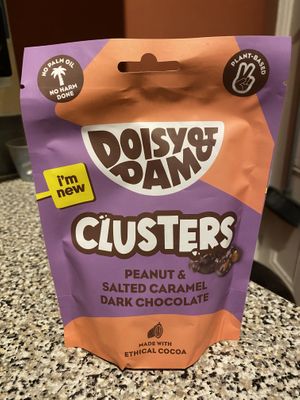 NO PALM OIL
NO HARM DONE
PLANT-BASED
DOISY &
DAM
i'm
new
CLUSTERS
PEANUT &
SALTED CARAMEL
DARK CHOCOLATE
MADE WITH
ETHICAL COCOA